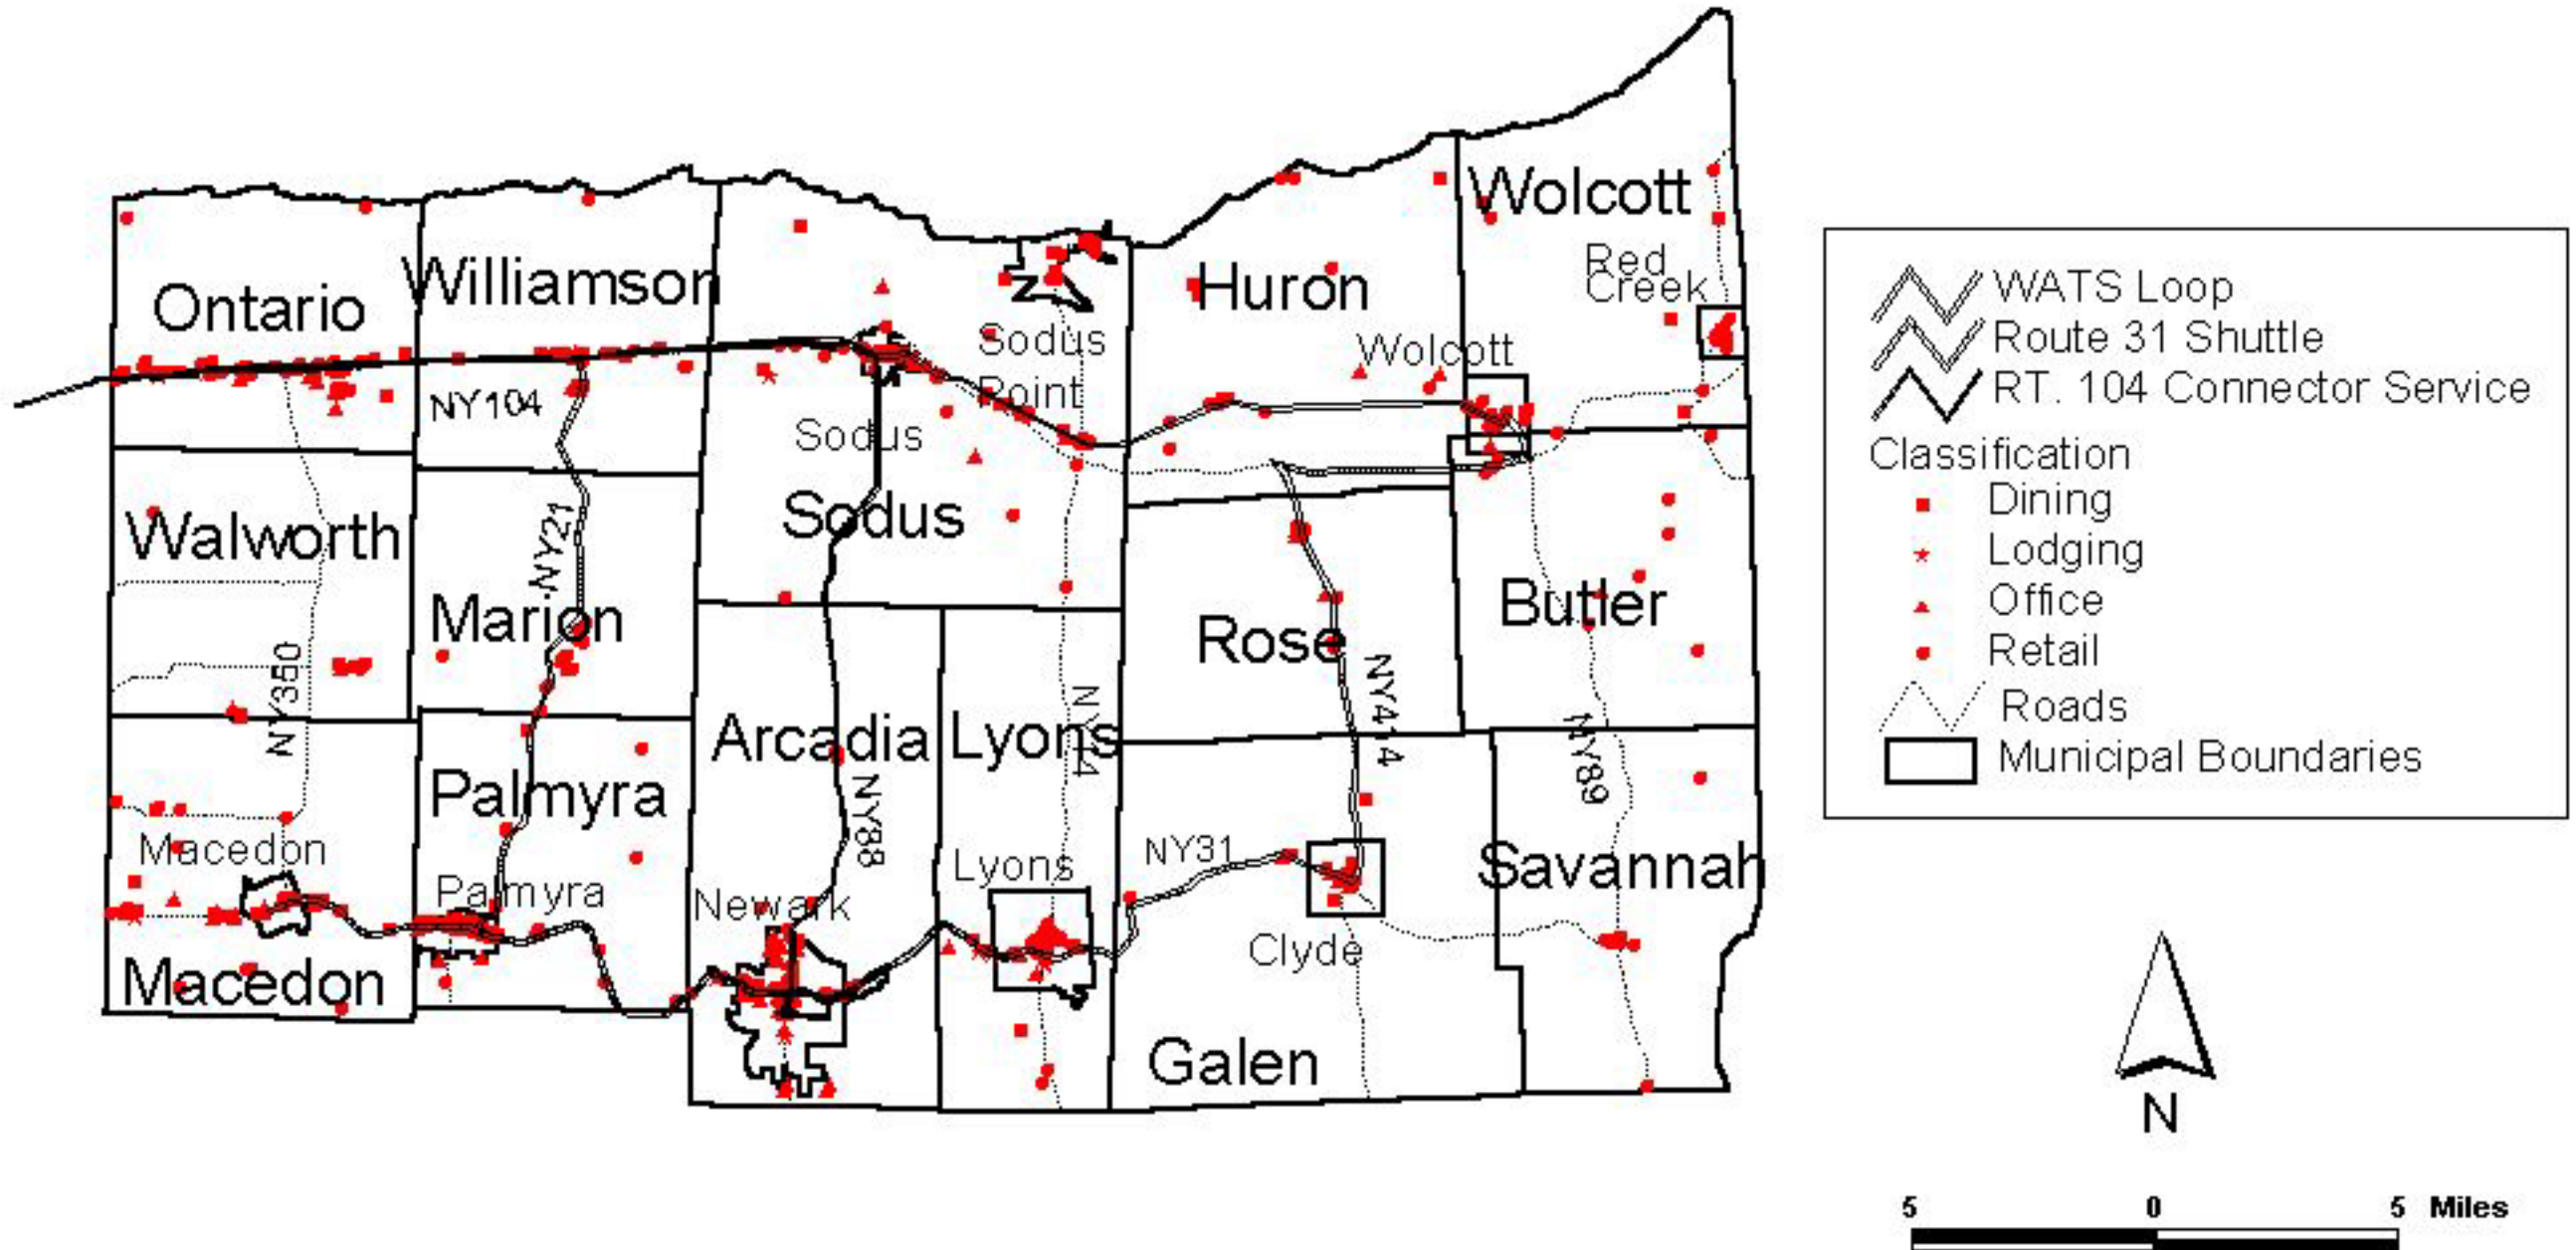 Wolcott
Red
Creek
Ontario
Williamson
Huron
Sodus
Point
Wolcott
NY104
Sodus
Walworth
NY21
Sodus
Marion
Rose
Butler
NY350
NY414
Arcadia
Lyons
NY14
NY89
Palmyra
NY88
Macedon
Palmyra
Newark
Lyons
NY31
Savannah
Clyde
Macedon
Galen
WATS Loop
Route 31 Shuttle
RT. 104 Connector Service
Classification
Dining
Lodging
Office
Retail
Roads
Municipal Boundaries
N
5 0 5 Miles